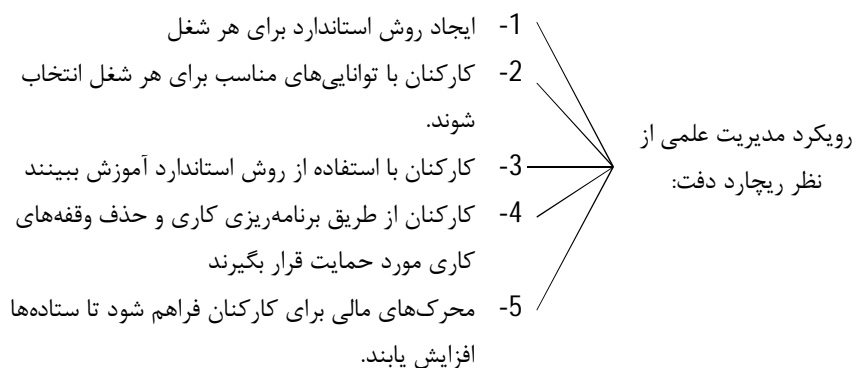 رویکرد مدیریت علمی از
نظر ریچارد دفت:
1- ایجاد روش استاندارد برای هر شغل
2- کارکنان با توانایی‌های مناسب برای هر شغل انتخاب
شوند.
3- کارکنان با استفاده از روش استاندارد آموزش ببینند
4- کارکنان از طریق برنامه‌ریزی کاری و حذف وقفه‌های
کاری مورد حمایت قرار بگیرند
5- محرک‌های مالی برای کارکنان فراهم شود تا ستاده‌ها
افزایش یابند.